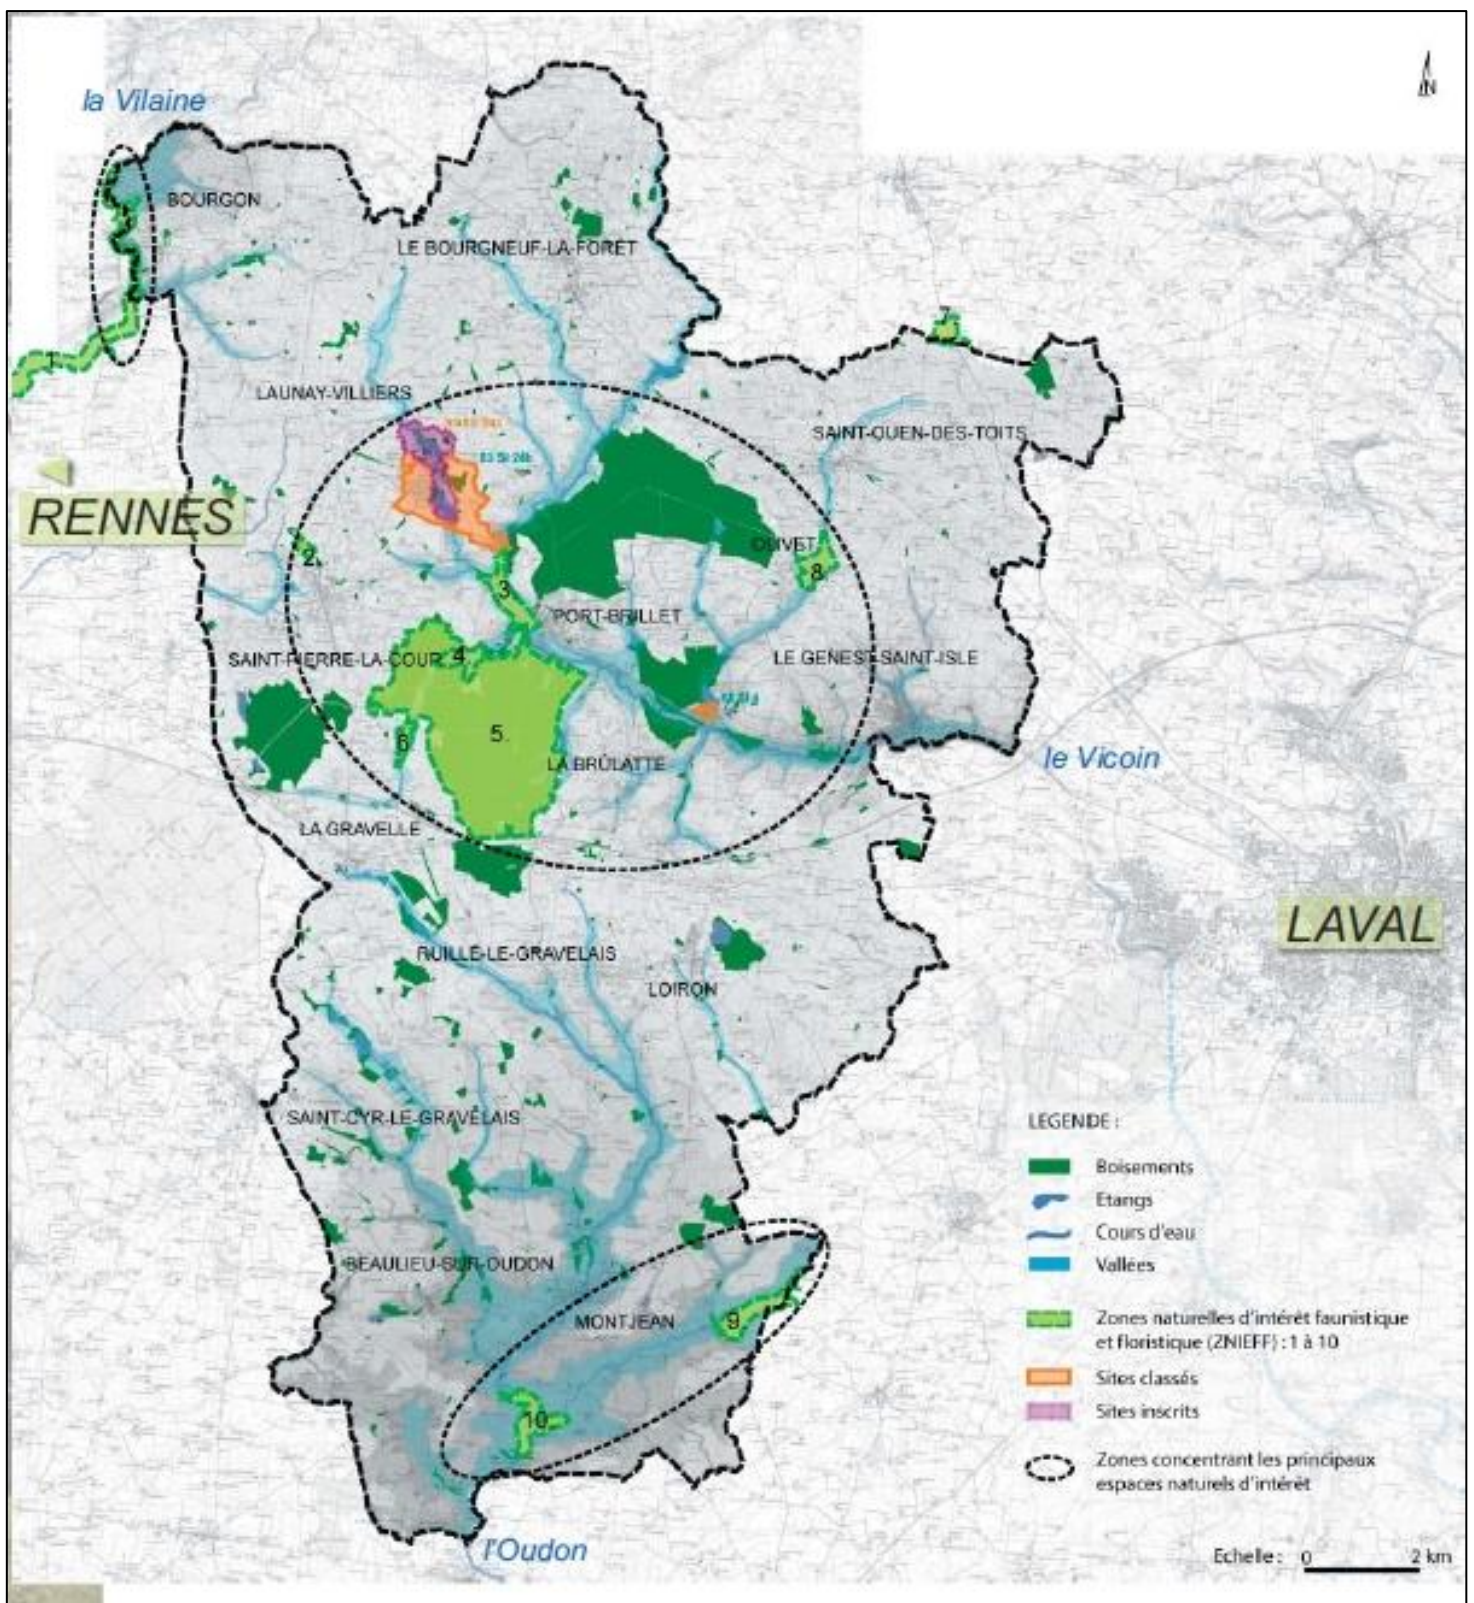 la Vilaine
N
BOURGON
LE BOURGNEUF-LA-FORÊT
7
1
LAUNAY-VILLIERS
SAINT-OUEN-DES-TOITS
RENNES
OLIVET
2.
8.
3
PORT-BRILLET
SAINT-PIERRE-LA-COUR
4.
LE GENEST-SAINT-ISLE
5.
6
LA BRÛLATTE
le Vicoin
LA GRAVELLE
LAVAL
RUILLÉ-LE-GRAVELAIS
LOIRON
SAINT-CYR-LE-GRAVELAIS
LEGENDE :
Boisements
Etangs
Cours d'eau
Vallées
BEAULIEU-SUR-OUDON
MONTJEAN
9
Zones naturelles d'intérêt faunistique
et floristique (ZNIEFF) : 1 à 10
Sites classés
Sites inscrits
10.
Zones concentrant les principaux
espaces naturels d'intérêt
l'Oudon
Echelle : 0 2 km